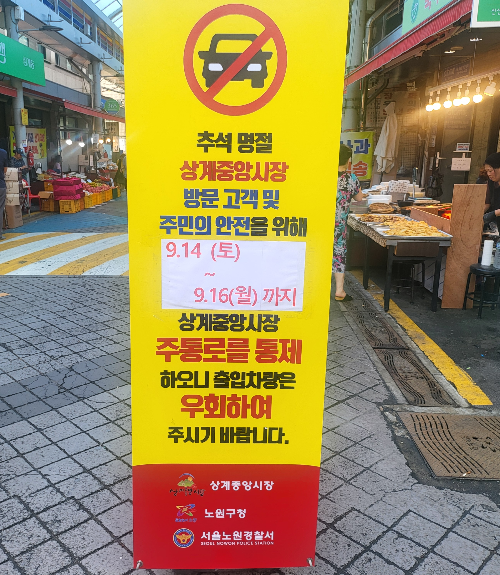 추석 명절
상계중앙시장
방문 고객 및
주민의 안전을 위해
9.14 (토)
~
9.16(월) 까지
상계중앙시장
주통로를 통제
하오니 출입차량은
우회하여
주시기 바랍니다.
상계중앙시장
노원구청
서울노원경찰서
SEOUL NOWON POLICE STATION